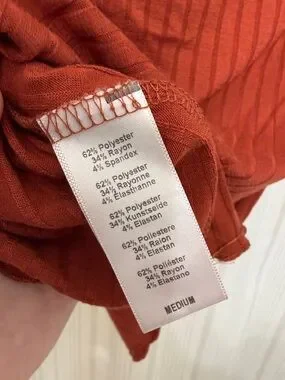 62% Polyester
34% Rayon
4% Spandex
62% Polyester
34% Rayonne
4% Élasthanne
62% Polyester
34% Kunstseide
4% Elastan
62% Poliestere
34% Raion
4% Elastan
62% Poliéster
34% Rayón
4% Elastano
MEDIUM